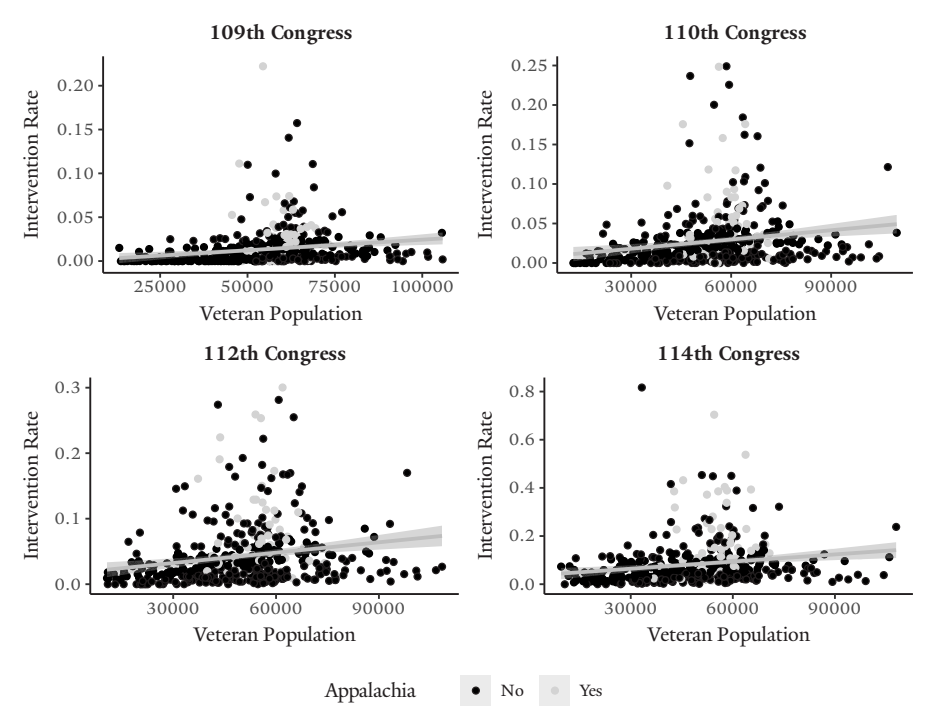 109th Congress
Intervention Rate
0.20
0.15
0.10
0.05
0.00
25000 50000 75000 100000
Veteran Population
110th Congress
Intervention Rate
0.25
0.20
0.15
0.10
0.05
0.00
30000 60000 90000
Veteran Population
112th Congress
Intervention Rate
0.3
0.2
0.1
0.0
30000 60000 90000
Veteran Population
114th Congress
Intervention Rate
0.8
0.6
0.4
0.2
0.0
30000 60000 90000
Veteran Population
Appalachia No Yes